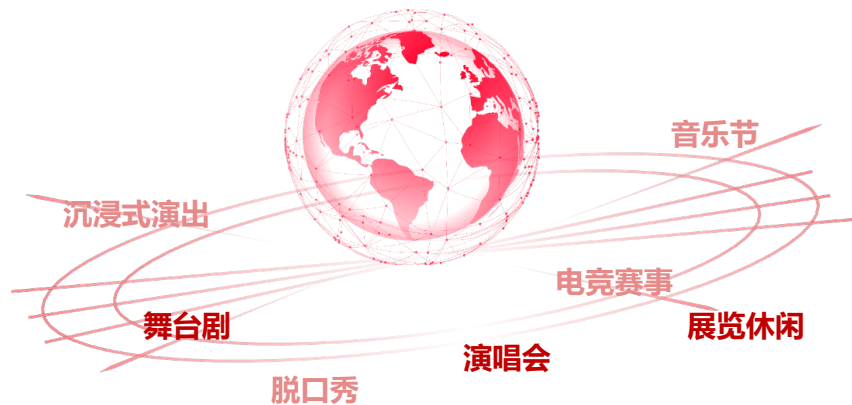 音乐节
沉浸式演出
电竞赛事
舞台剧
展览休闲
演唱会
脱口秀